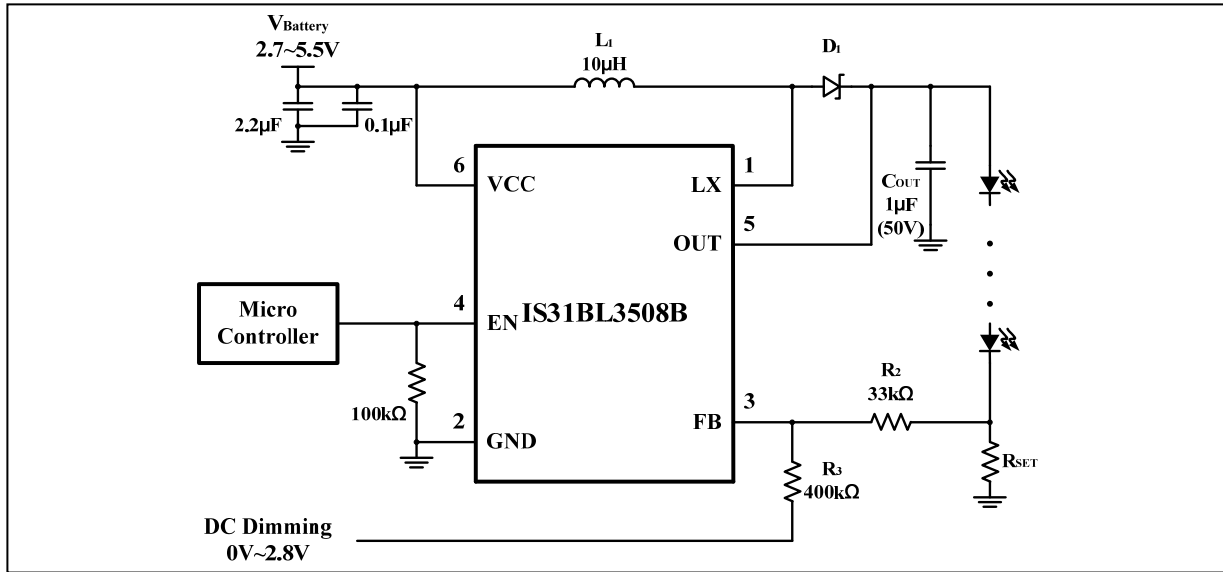 VBattery
2.7~5.5V
L1
10μH
D1
2.2μF
0.1μF
6
VCC
1
LX
COUT
1μF
(50V)
5
OUT
Micro
Controller
4
EN
IS31BL3508B
R2
33kΩ
100kΩ
2
GND
3
FB
RSET
R3
400kΩ
DC Dimming
0V~2.8V